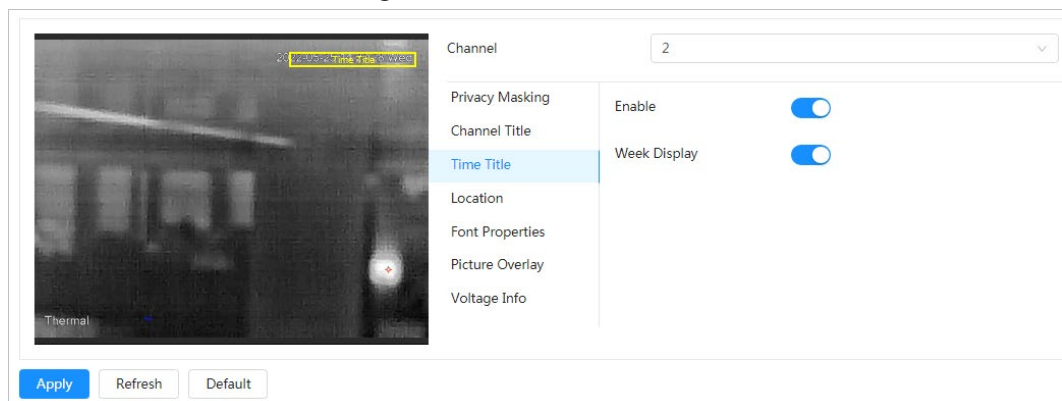 Channel
2
Time Title
Wed
Privacy Masking
Enable
Channel Title
Week Display
Time Title
Location
Font Properties
Picture Overlay
Voltage Info
Thermal
Apply
Refresh
Default